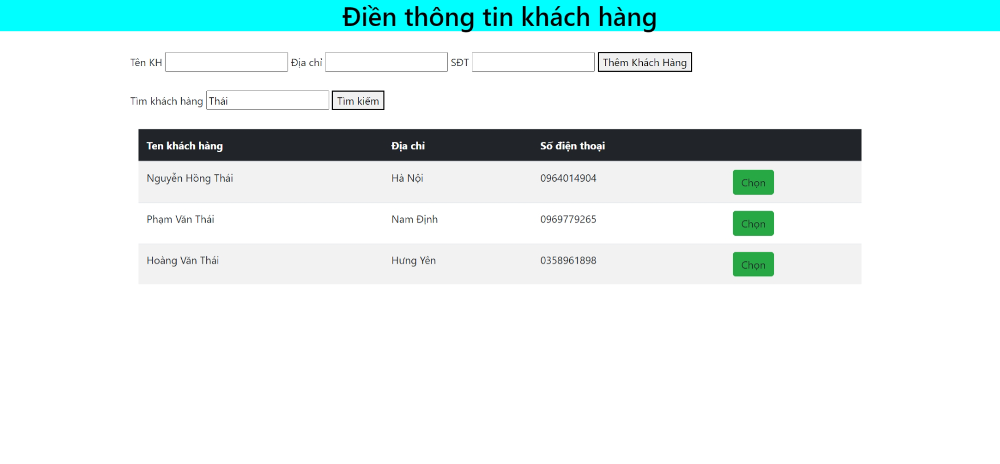 Điền thông tin khách hàng
Tên KH Địa chỉ SĐT Thêm Khách Hàng
Tìm khách hàng Thái Tìm kiếm
Ten khách hàng Địa chỉ Số điện thoại
Nguyễn Hồng Thái Hà Nội 0964014904 Chọn
Phạm Văn Thái Nam Định 0969779265 Chọn
Hoàng Văn Thái Hưng Yên 0358961898 Chọn